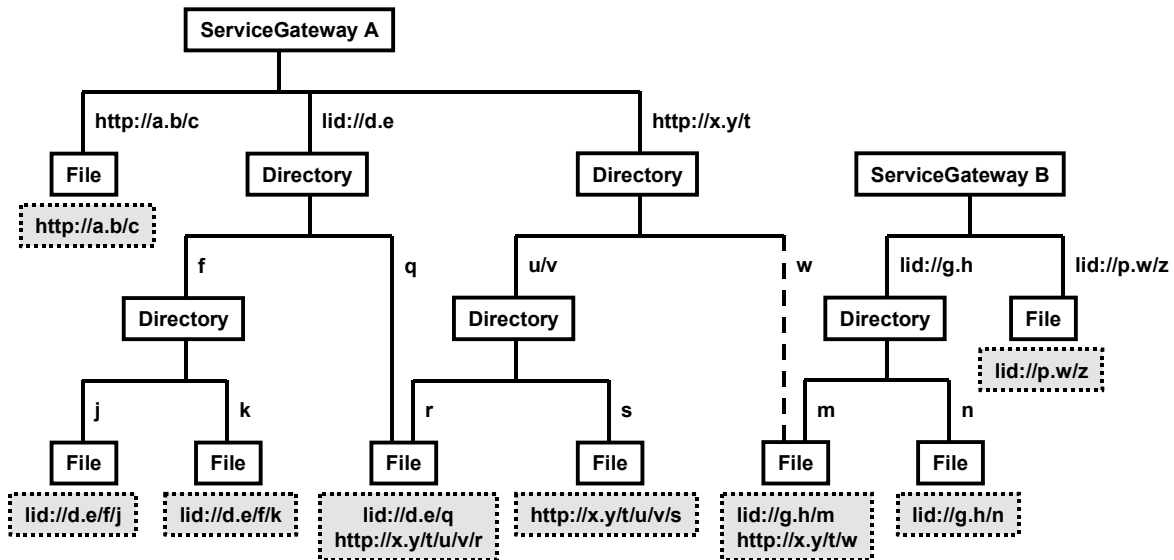 ServiceGateway A
http://a.b/c
lid://d.e
http://x.y/t
File
Directory
Directory
ServiceGateway B
http://a.b/c
f
q
u/v
w
lid://g.h
lid://p.w/z
Directory
Directory
Directory
File
lid://p.w/z
j
k
r
s
m
n
File
File
File
File
File
File
lid://d.e/f/j
lid://d.e/f/k
lid://d.e/q
http://x.y/t/u/v/r
http://x.y/t/u/v/s
lid://g.h/m
http://x.y/t/w
lid://g.h/n